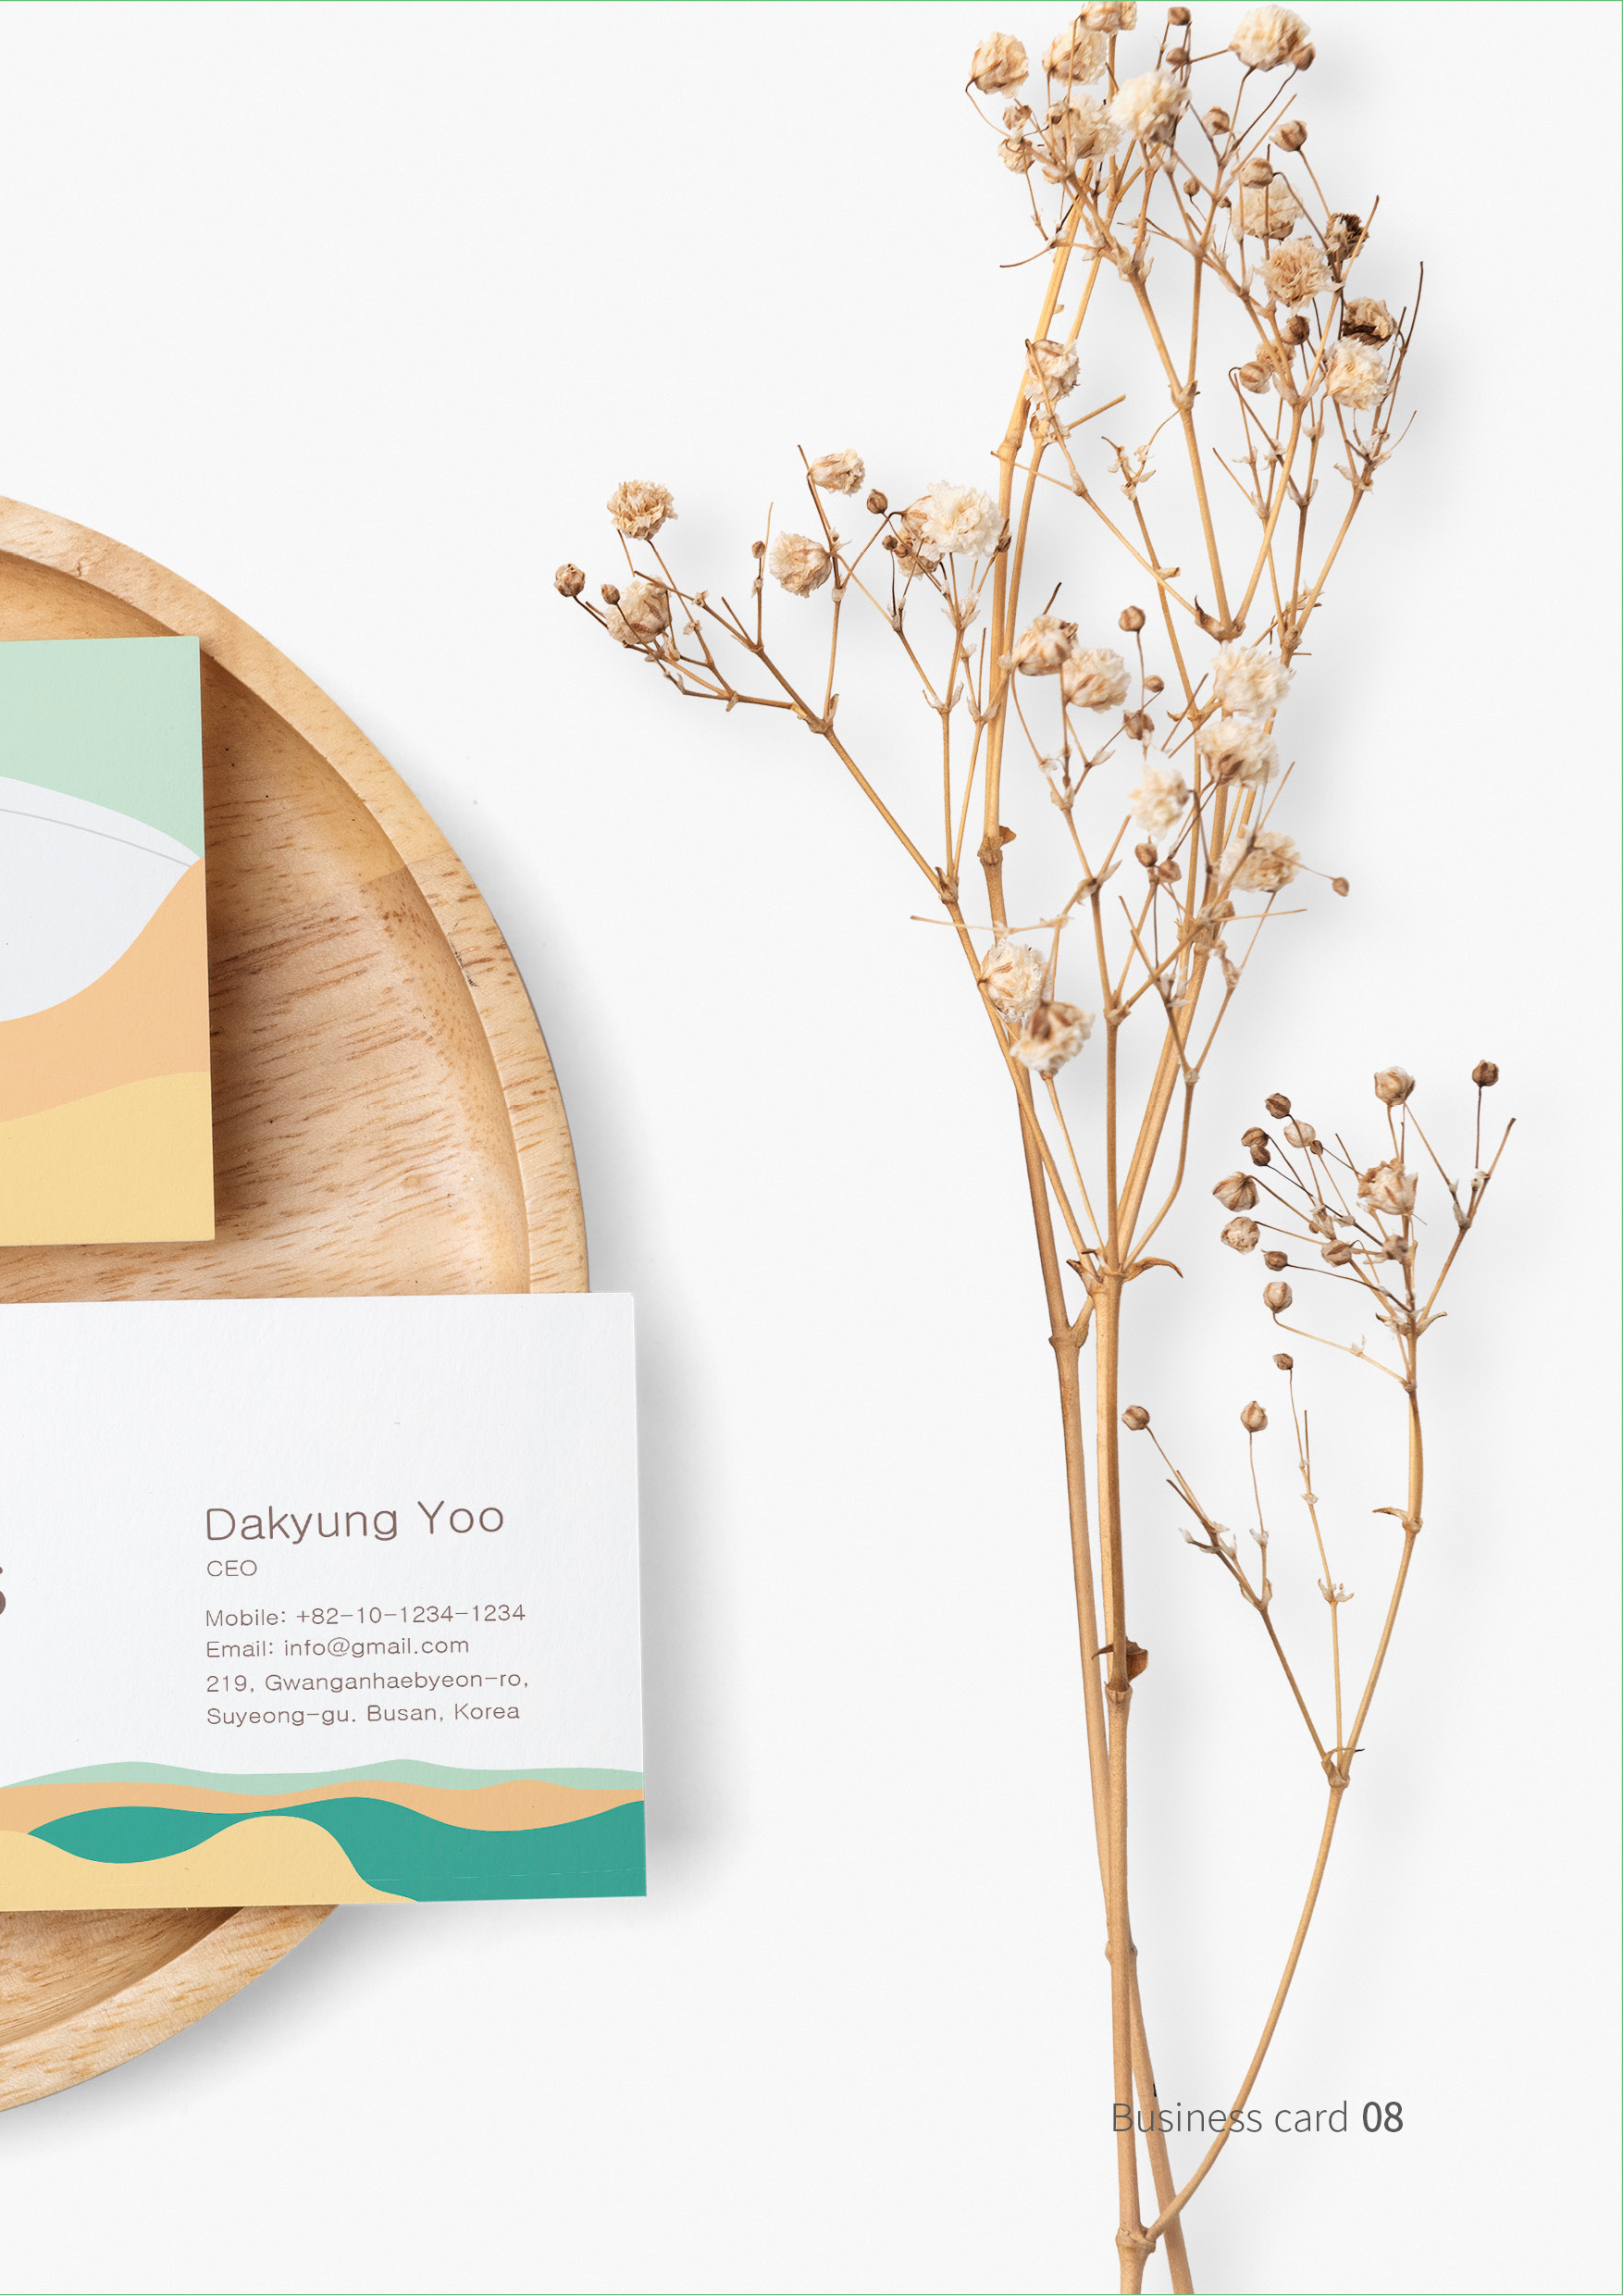 Dakyung Yoo
CEO
Mobile: +82-10-1234-1234
Email: info@gmail.com
219, Gwanganhaebyeon-ro,
Suyeong-gu. Busan, Korea
Business card 08